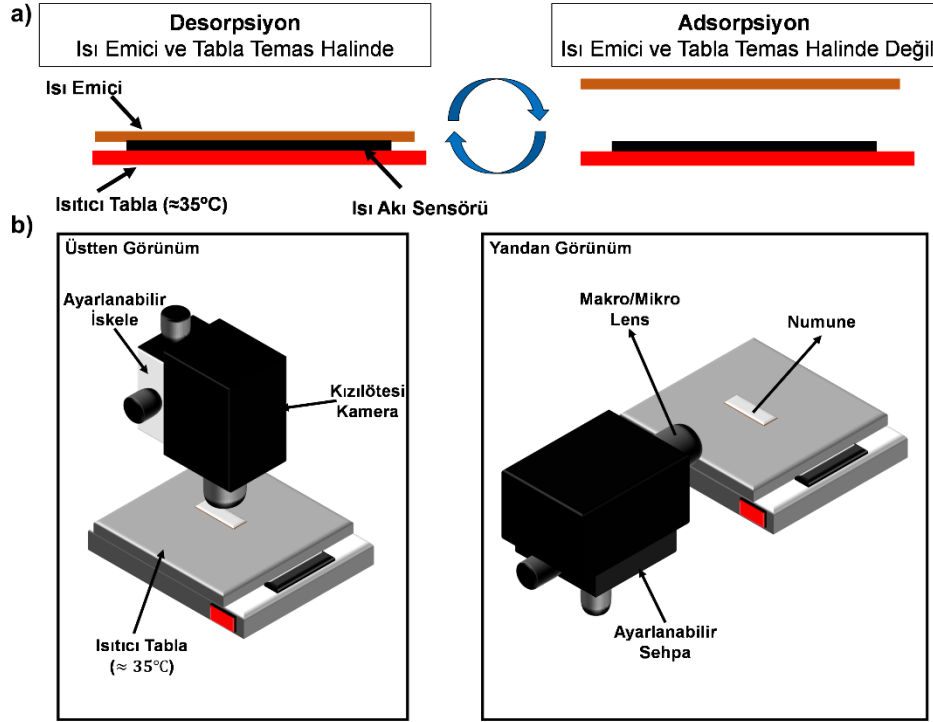 a)
Desorpsiyon
Isı Emici ve Tabla Temas Halinde
Adsorpsiyon
Isı Emici ve Tabla Temas Halinde Değil
Isı Emici
Isıtıcı Tabla (≈35ºC)
Isı Akı Sensörü
b)
Üstten Görünüm
Ayarlanabilir
İskele
Kızılötesi
Kamera
Isıtıcı Tabla
(≈ 35℃)
Yandan Görünüm
Makro/Mikro
Lens
Numune
Ayarlanabilir
Sehpa